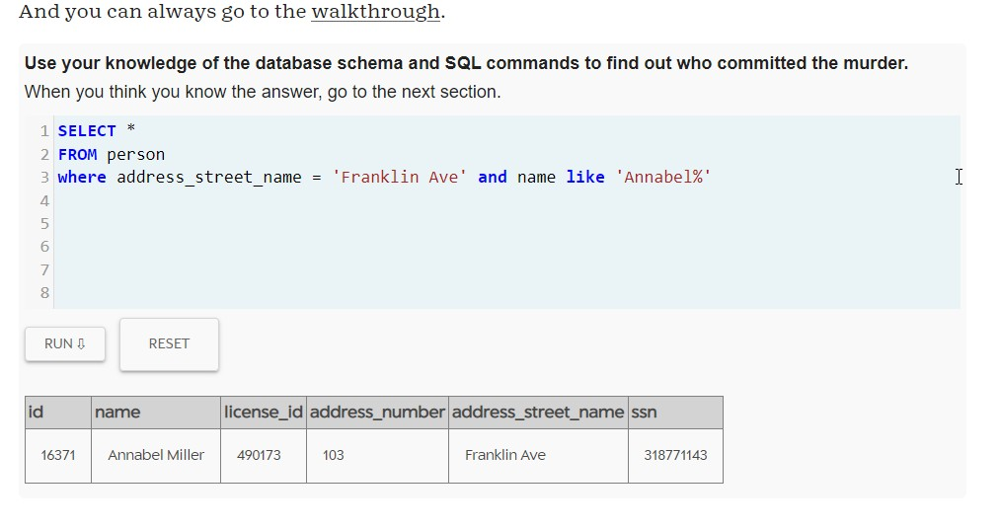 And you can always go to the walkthrough.
Use your knowledge of the database schema and SQL commands to find out who committed the murder.
When you think you know the answer, go to the next section.
1 SELECT *
2 FROM person
3 where address_street_name = 'Franklin Ave' and name like 'Annabel%'
4
5
6
7
8
RUN ⇩ RESET
id name license_id address_number address_street_name ssn
16371 Annabel Miller 490173 103 Franklin Ave 318771143